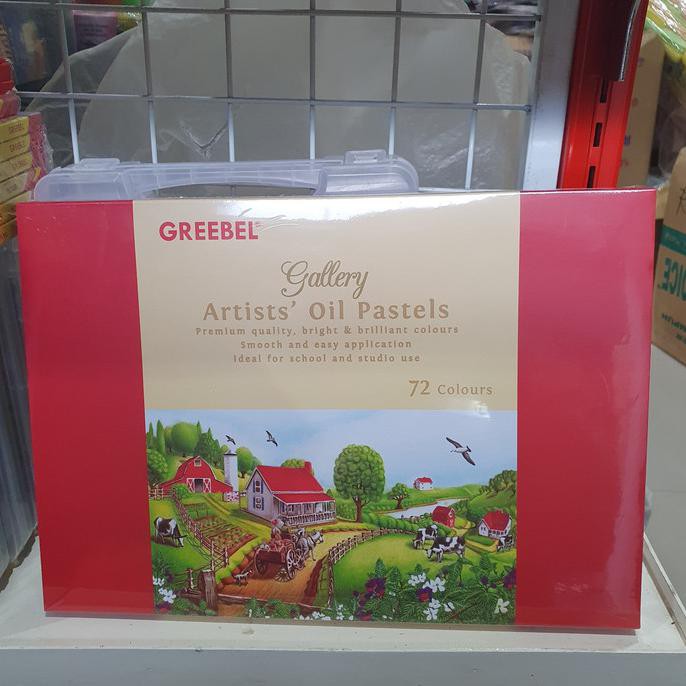 GREEBEL
GREEBEL
Gallery
Artists' Oil Pastels
Premium quality, bright & brilliant colours
Smooth and easy application
Ideal for school and studio use
72 Colours